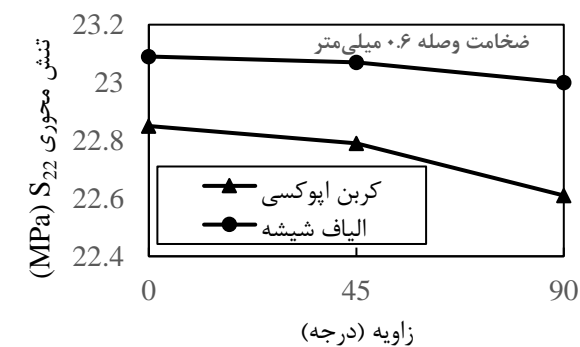 ضخامت وصله ۰.۶ میلی‌متر
تنش محوری S22 (MPa)
23.2
23
22.8
22.6
22.4
کربن اپوکسی
الیاف شیشه
0 45 90
زاویه (درجه)